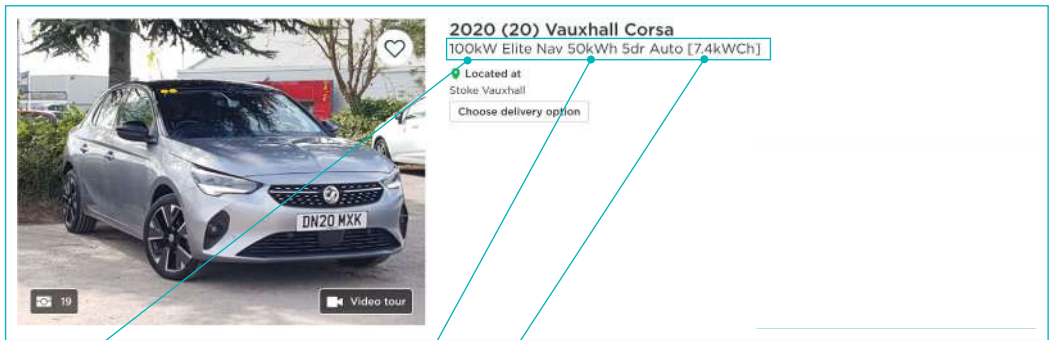 2020 (20) Vauxhall Corsa
100kW Elite Nav 50kWh 5dr Auto [7.4kWCh]
Located at
Stoke Vauxhall
Choose delivery option
DN20 MXK
19
Video tour